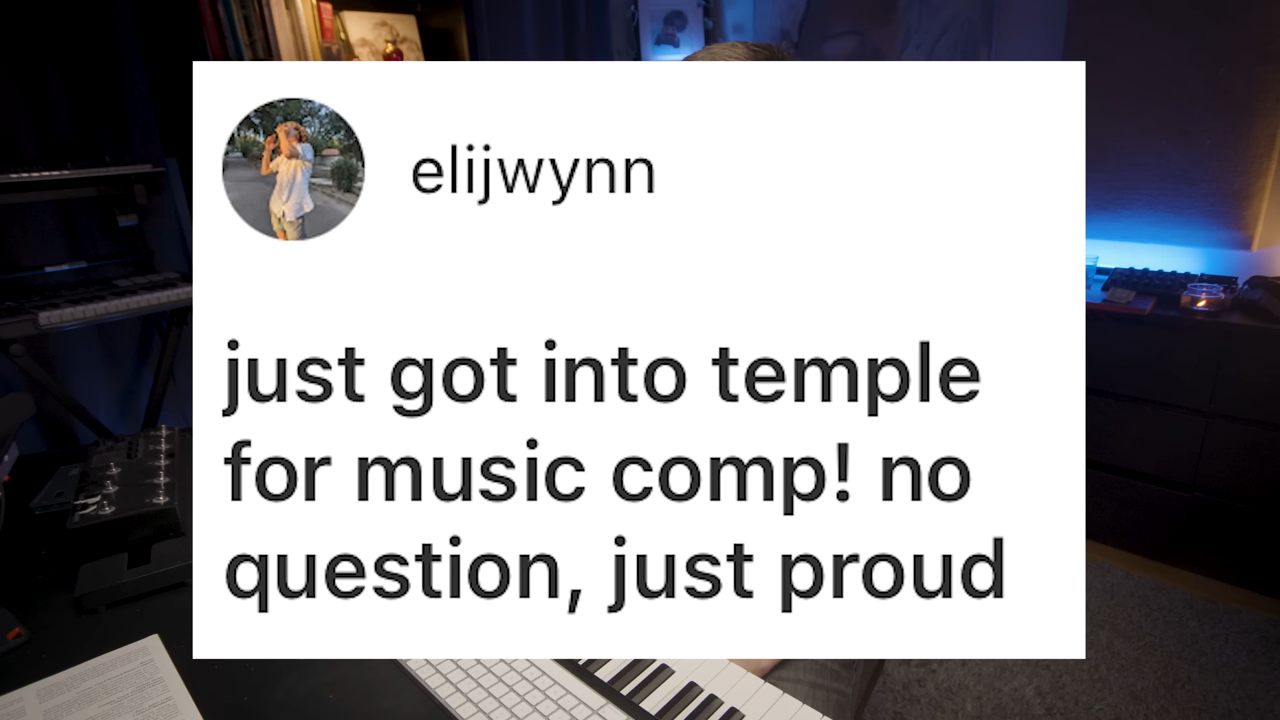 elijwynn
just got into temple
for music comp! no
question, just proud